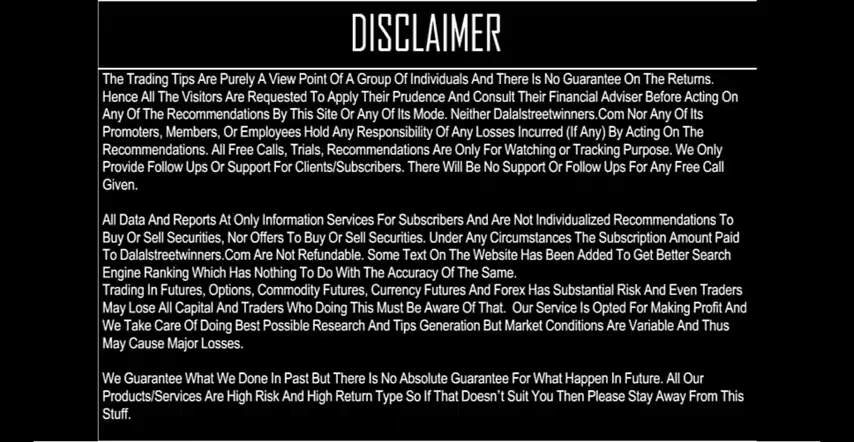 DISCLAIMER
The Trading Tips Are Purely A View Point Of A Group Of Individuals And There Is No Guarantee On The Returns.
Hence All The Visitors Are Requested To Apply Their Prudence And Consult Their Financial Adviser Before Acting On
Any Of The Recommendations By This Site Or Any Of Its Mode. Neither Dalalstreetwinners.Com Nor Any Of Its
Promoters, Members, Or Employees Hold Any Responsibility Of Any Losses Incurred (If Any) By Acting On The
Recommendations. All Free Calls, Trials, Recommendations Are Only For Watching or Tracking Purpose. We Only
Provide Follow Ups Or Support For Clients/Subscribers. There Will Be No Support Or Follow Ups For Any Free Call
Given.
All Data And Reports At Only Information Services For Subscribers And Are Not Individualized Recommendations To
Buy Or Sell Securities, Nor Offers To Buy Or Sell Securities. Under Any Circumstances The Subscription Amount Paid
To Dalalstreetwinners.Com Are Not Refundable. Some Text On The Website Has Been Added To Get Better Search
Engine Ranking Which Has Nothing To Do With The Accuracy Of The Same.
Trading In Futures, Options, Commodity Futures, Currency Futures And Forex Has Substantial Risk And Even Traders
May Lose All Capital And Traders Who Doing This Must Be Aware Of That. Our Service Is Opted For Making Profit And
We Take Care Of Doing Best Possible Research And Tips Generation But Market Conditions Are Variable And Thus
May Cause Major Losses.
We Guarantee What We Done In Past But There Is No Absolute Guarantee For What Happen In Future. All Our
Products/Services Are High Risk And High Return Type So If That Doesn't Suit You Then Please Stay Away From This
Stuff.